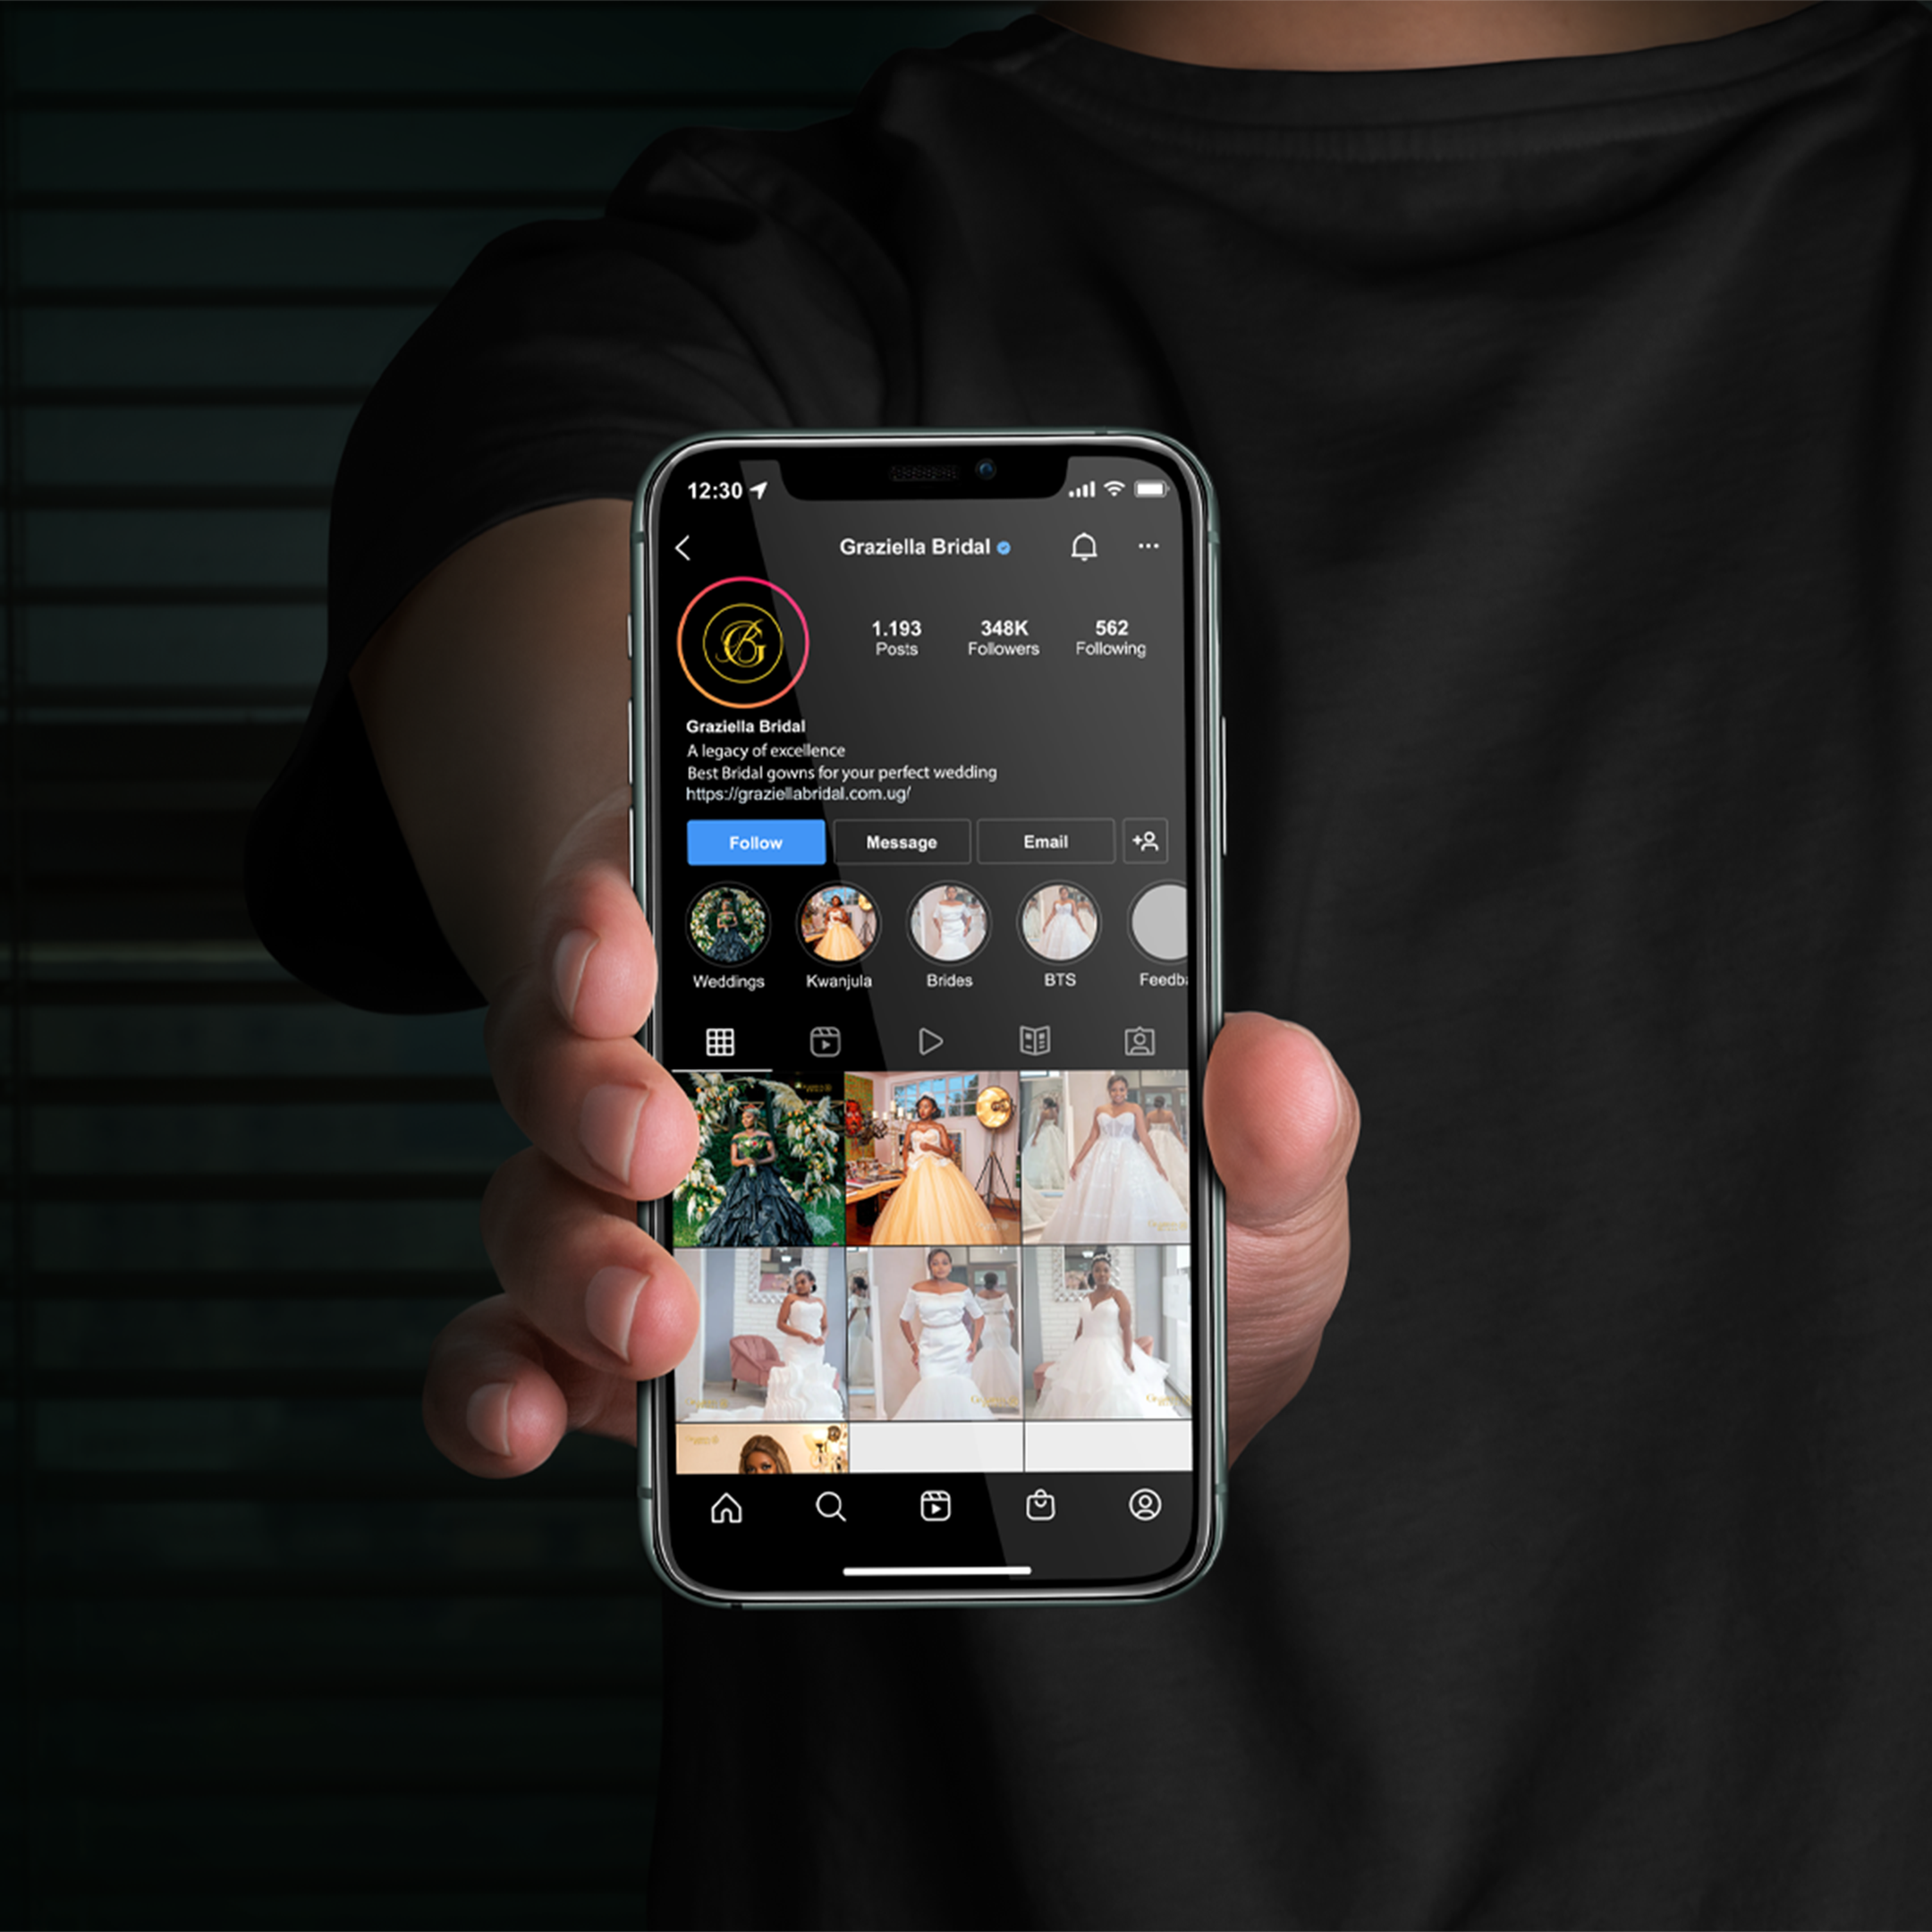 12:30
Graziella Bridal
1.193 348K 562
Posts Followers Following
Graziella Bridal
A legacy of excellence
Best Bridal gowns for your perfect wedding
https://graziellabridal.com.ug/
Follow Message Email
Weddings Kwanjula Brides BTS Feedba